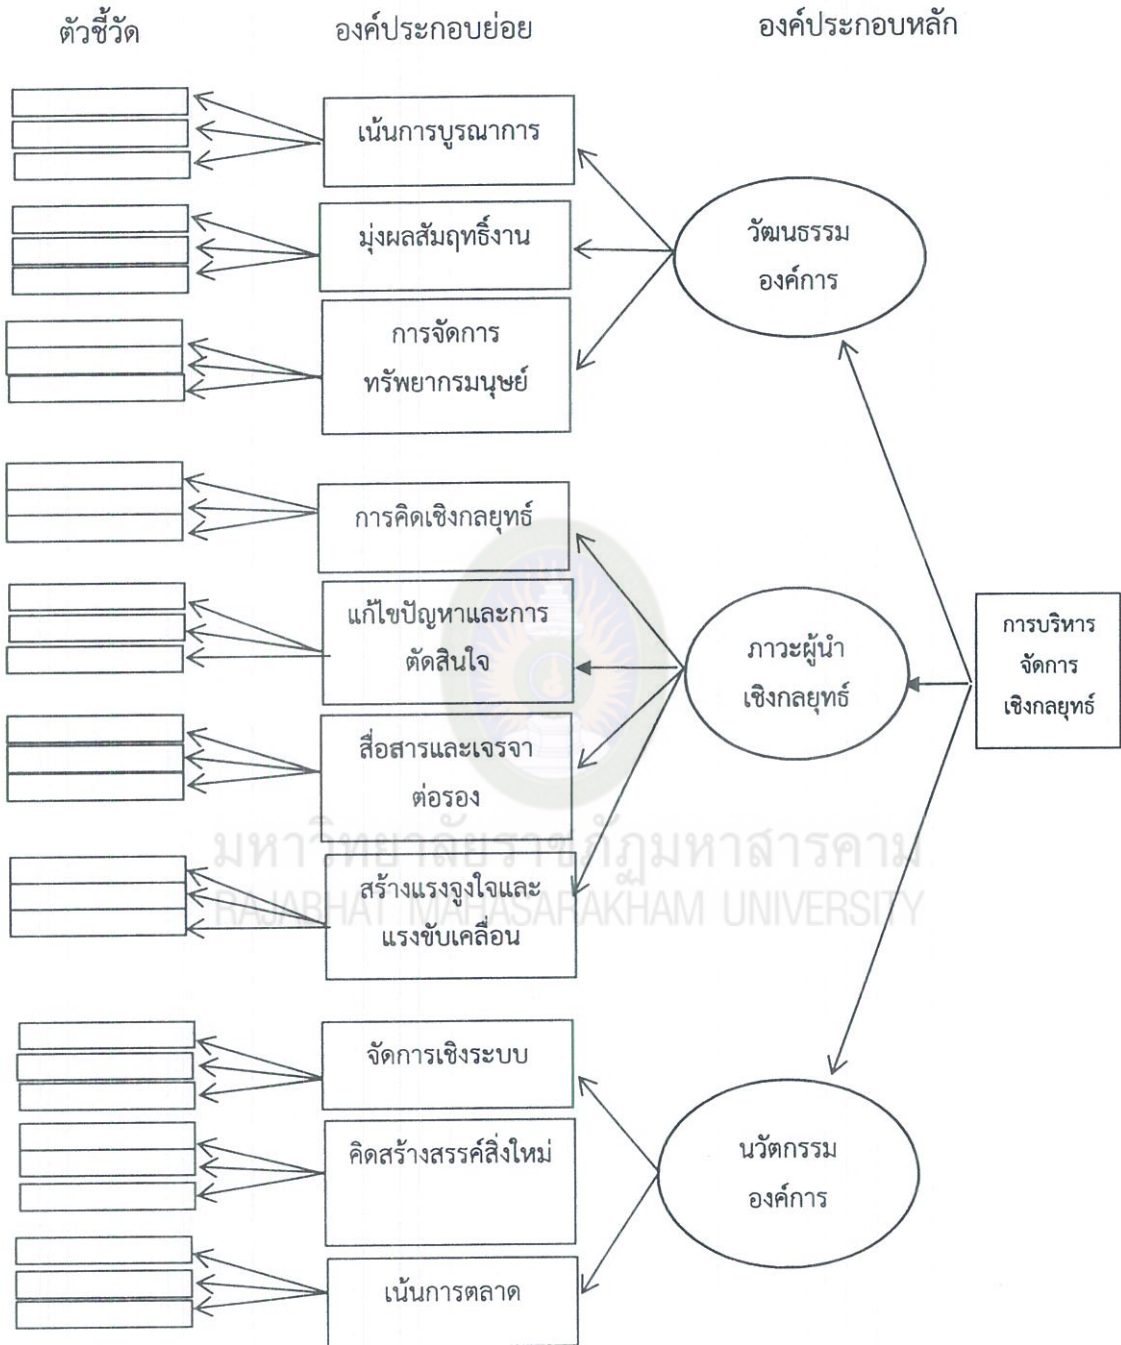 ตัวชี้วัด
องค์ประกอบย่อย
องค์ประกอบหลัก
เน้นการบูรณาการ
มุ่งผลสัมฤทธิ์งาน
การจัดการ
ทรัพยากรมนุษย์
วัฒนธรรม
องค์การ
การคิดเชิงกลยุทธ์
แก้ไขปัญหาและการ
ตัดสินใจ
สื่อสารและเจรจา
ต่อรอง
สร้างแรงจูงใจและ
แรงขับเคลื่อน
ภาวะผู้นำ
เชิงกลยุทธ์
การบริหาร
จัดการ
เชิงกลยุทธ์
มหาวิทยาลัยราชภัฏมหาสารคาม
RAJABHAT MAHASARAKHAM UNIVERSITY
จัดการเชิงระบบ
คิดสร้างสรรค์สิ่งใหม่
เน้นการตลาด
นวัตกรรม
องค์การ